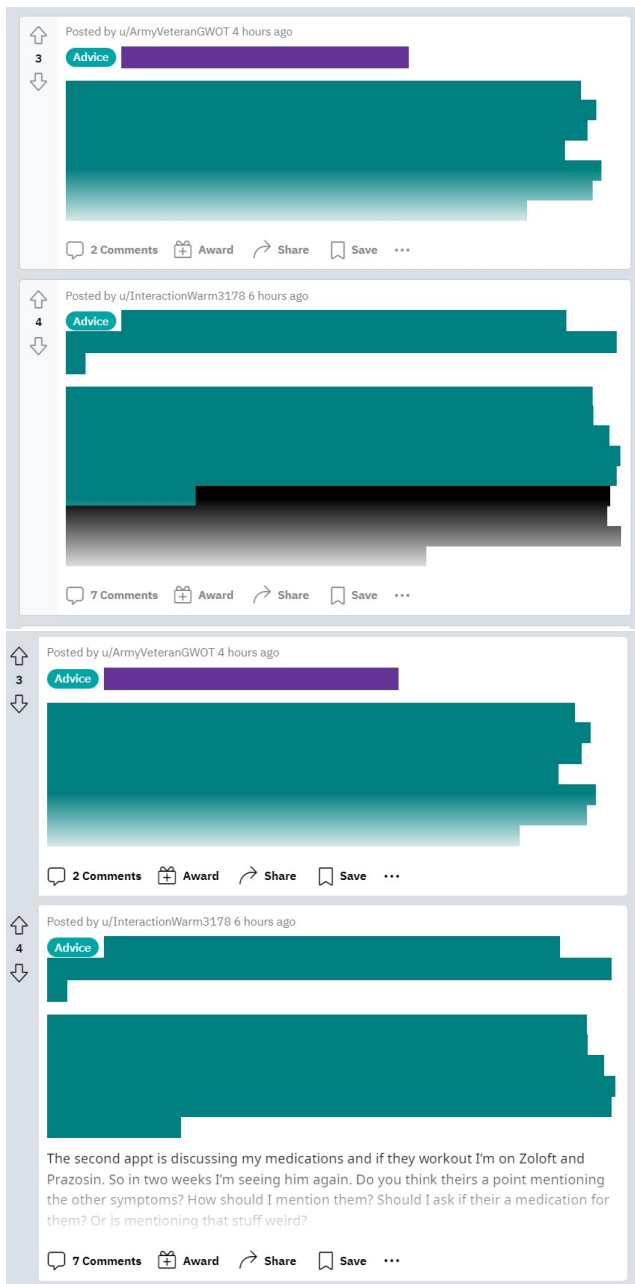 Posted by u/ArmyVeteranGWOT 4 hours ago
3
Advice
2 Comments Award Share Save ...
Posted by u/InteractionWarm3178 6 hours ago
4
Advice
7 Comments Award Share Save ...
Posted by u/ArmyVeteranGWOT 4 hours ago
3
Advice
2 Comments Award Share Save ...
Posted by u/InteractionWarm3178 6 hours ago
4
Advice
The second appt is discussing my medications and if they workout I'm on Zoloft and
Prazosin. So in two weeks I'm seeing him again. Do you think theirs a point mentioning
the other symptoms? How should I mention them? Should I ask if their a medication for
them? Or is mentioning that stuff weird?
7 Comments Award Share Save ...